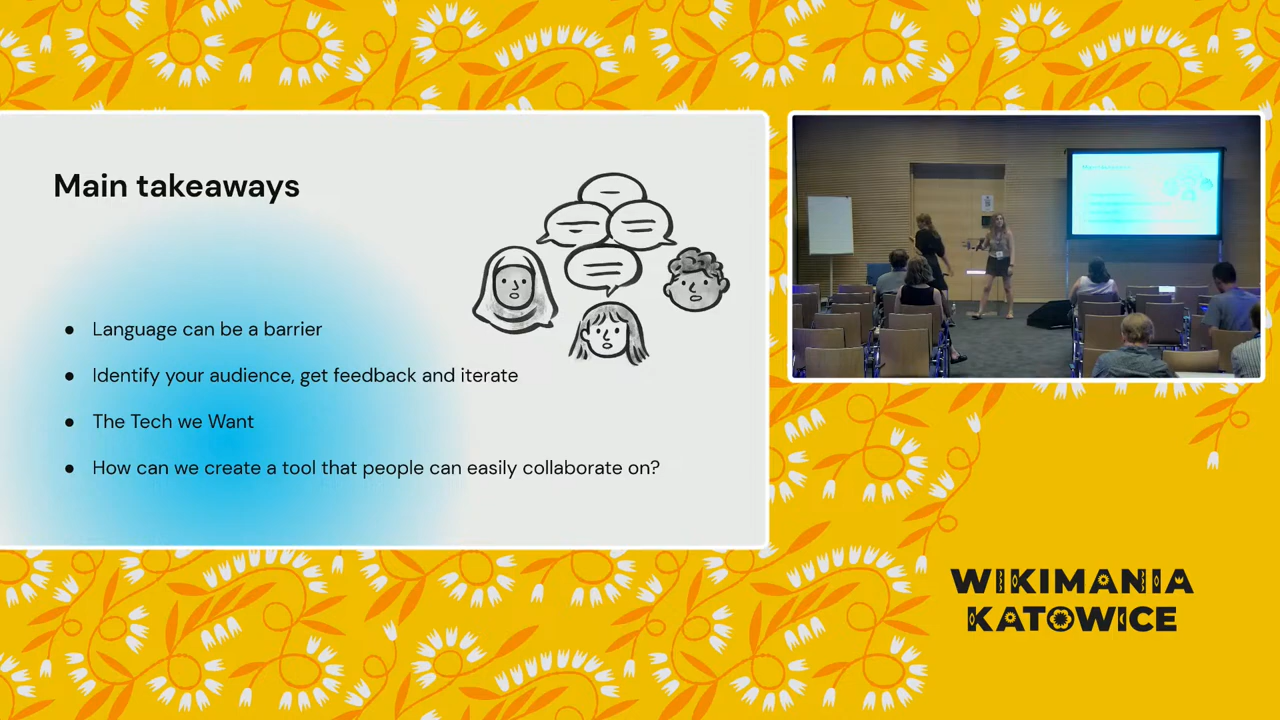 Main takeaways
Language can be a barrier
Identify your audience, get feedback and iterate
The Tech we Want
How can we create a tool that people can easily collaborate on?
WIKIMANIA
KATOWICE